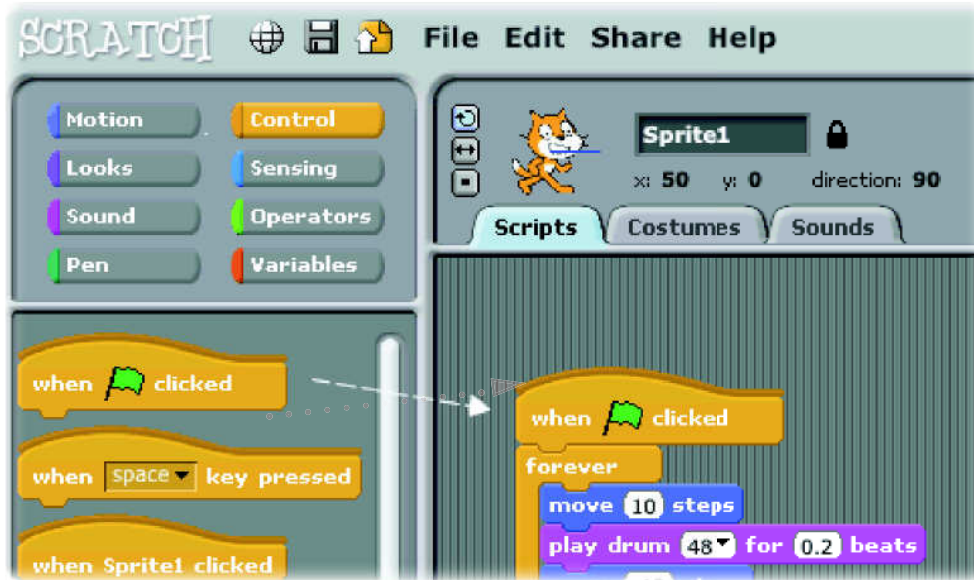 SCRATCH File Edit Share Help
Motion Control
Looks Sensing
Sound Operators
Pen Variables
Sprite1
x: 50 y: 0 direction: 90
Scripts Costumes Sounds
when clicked
when space key pressed
when Sprite1 clicked
when clicked
forever
move 10 steps
play drum 48 for 0.2 beats